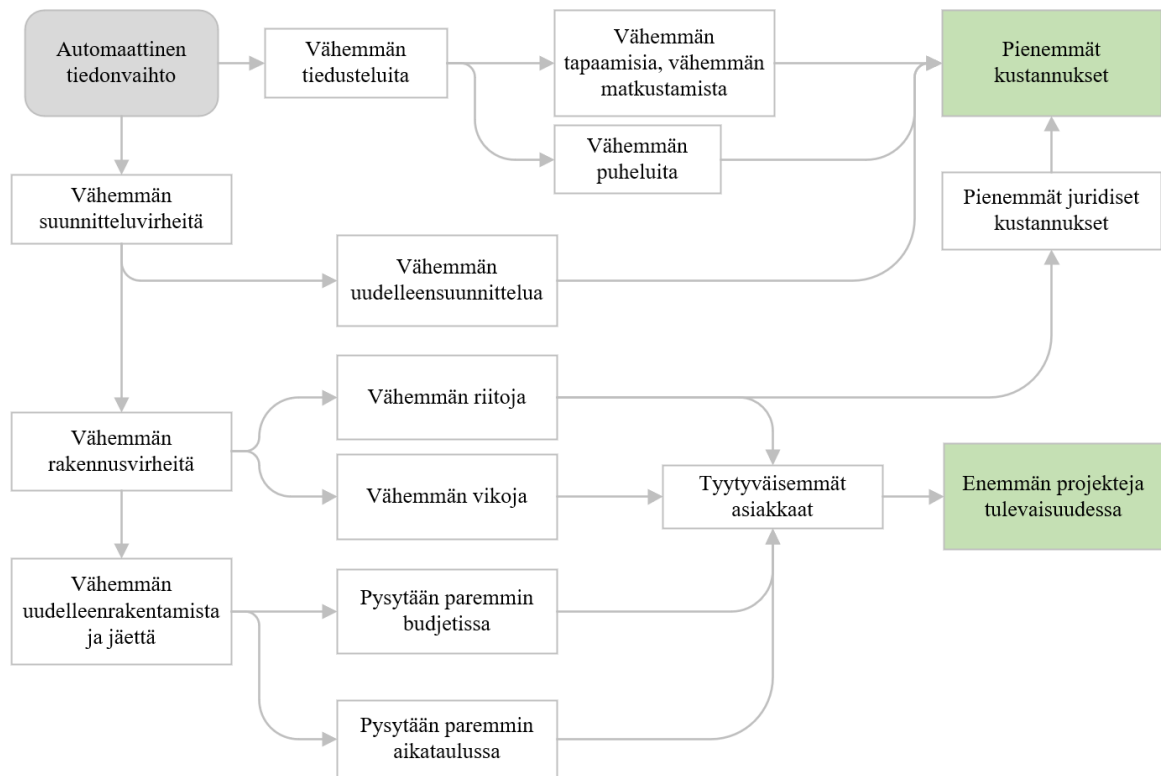 Automaattinen
tiedonvaihto
Vähemmän
tiedusteluita
Vähemmän
tapaamisia, vähemmän
matkustamista
Pienemmät
kustannukset
Vähemmän
puheluita
Vähemmän
suunnitteluvirheitä
Pienemmät juridiset
kustannukset
Vähemmän
uudelleensuunnittelua
Vähemmän riitoja
Vähemmän
rakennusvirheitä
Vähemmän vikoja
Tyytyväisemmät
asiakkaat
Enemmän projekteja
tulevaisuudessa
Vähemmän
uudelleenrakentamista
ja jäettä
Pysytään paremmin
budjetissa
Pysytään paremmin
aikataulussa